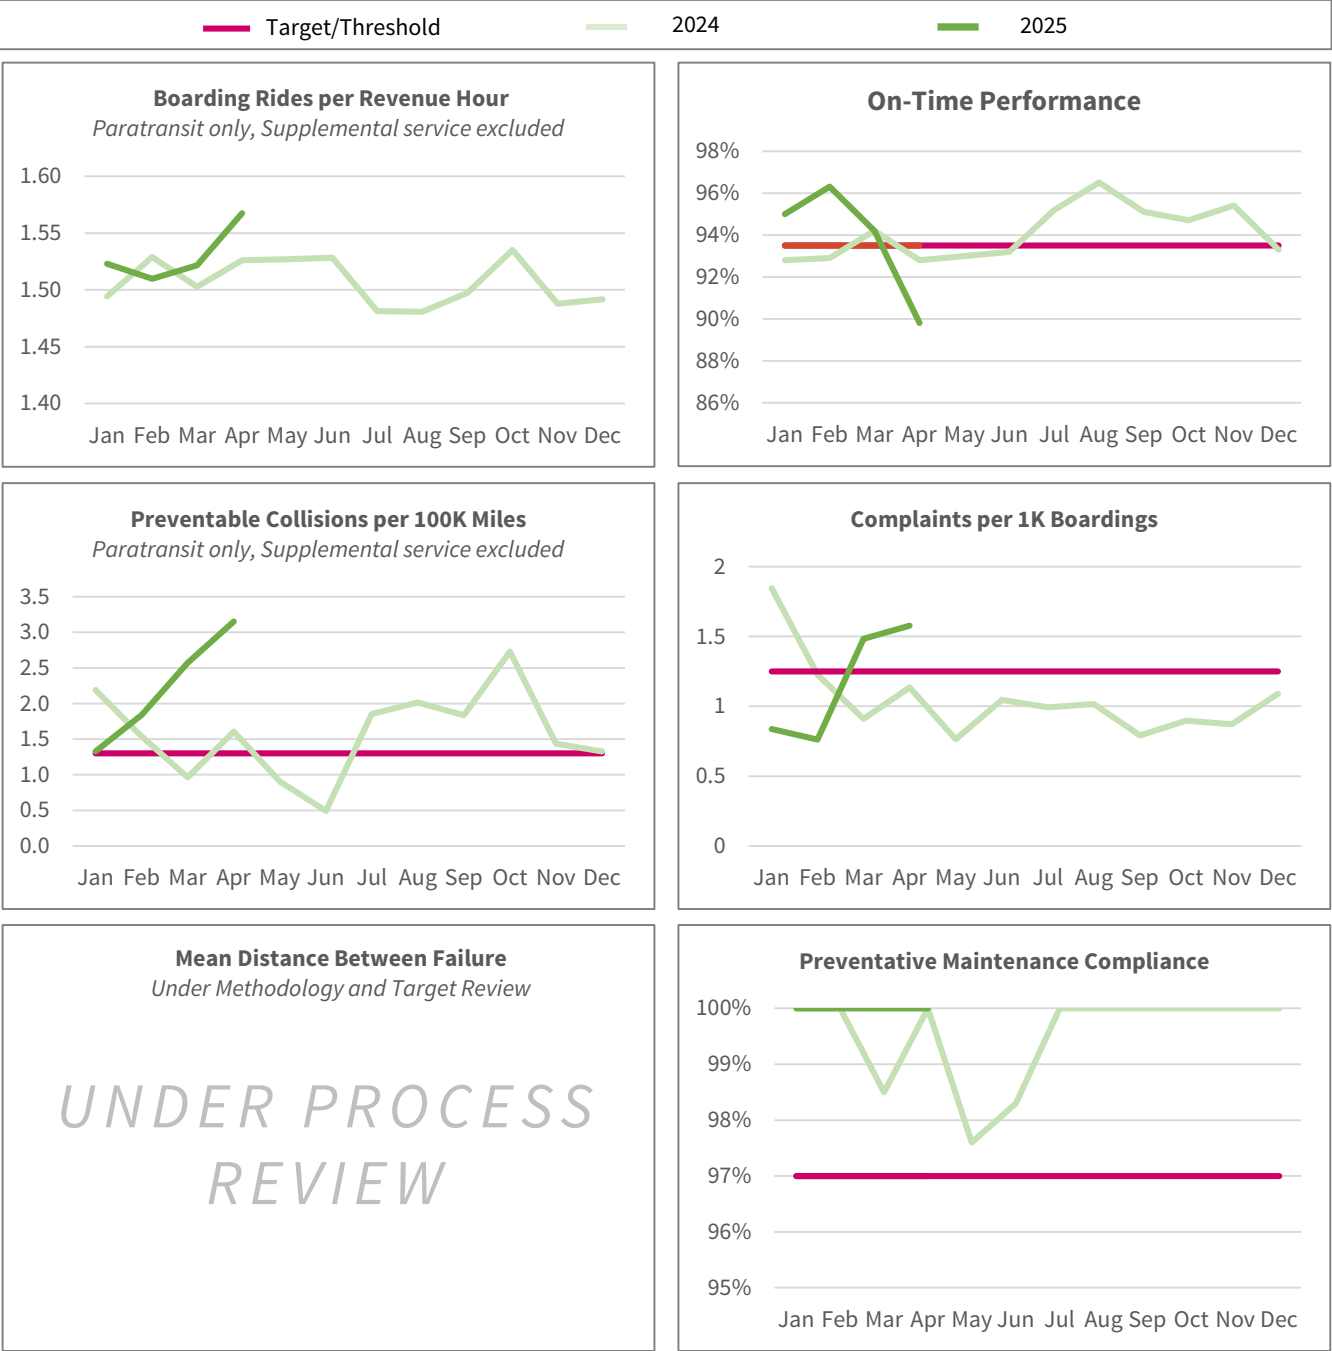 Target/Threshold 2024 2025
Boarding Rides per Revenue Hour
Paratransit only, Supplemental service excluded
1.60
1.55
1.50
1.45
1.40
Jan Feb Mar Apr May Jun Jul Aug Sep Oct Nov Dec
On-Time Performance
98%
96%
94%
92%
90%
88%
86%
Jan Feb Mar Apr May Jun Jul Aug Sep Oct Nov Dec
Preventable Collisions per 100K Miles
Paratransit only, Supplemental service excluded
3.5
3.0
2.5
2.0
1.5
1.0
0.5
0.0
Jan Feb Mar Apr May Jun Jul Aug Sep Oct Nov Dec
Complaints per 1K Boardings
2
1.5
1
0.5
0
Jan Feb Mar Apr May Jun Jul Aug Sep Oct Nov Dec
Mean Distance Between Failure
Under Methodology and Target Review
UNDER PROCESS
REVIEW
Preventative Maintenance Compliance
100%
99%
98%
97%
96%
95%
Jan Feb Mar Apr May Jun Jul Aug Sep Oct Nov Dec